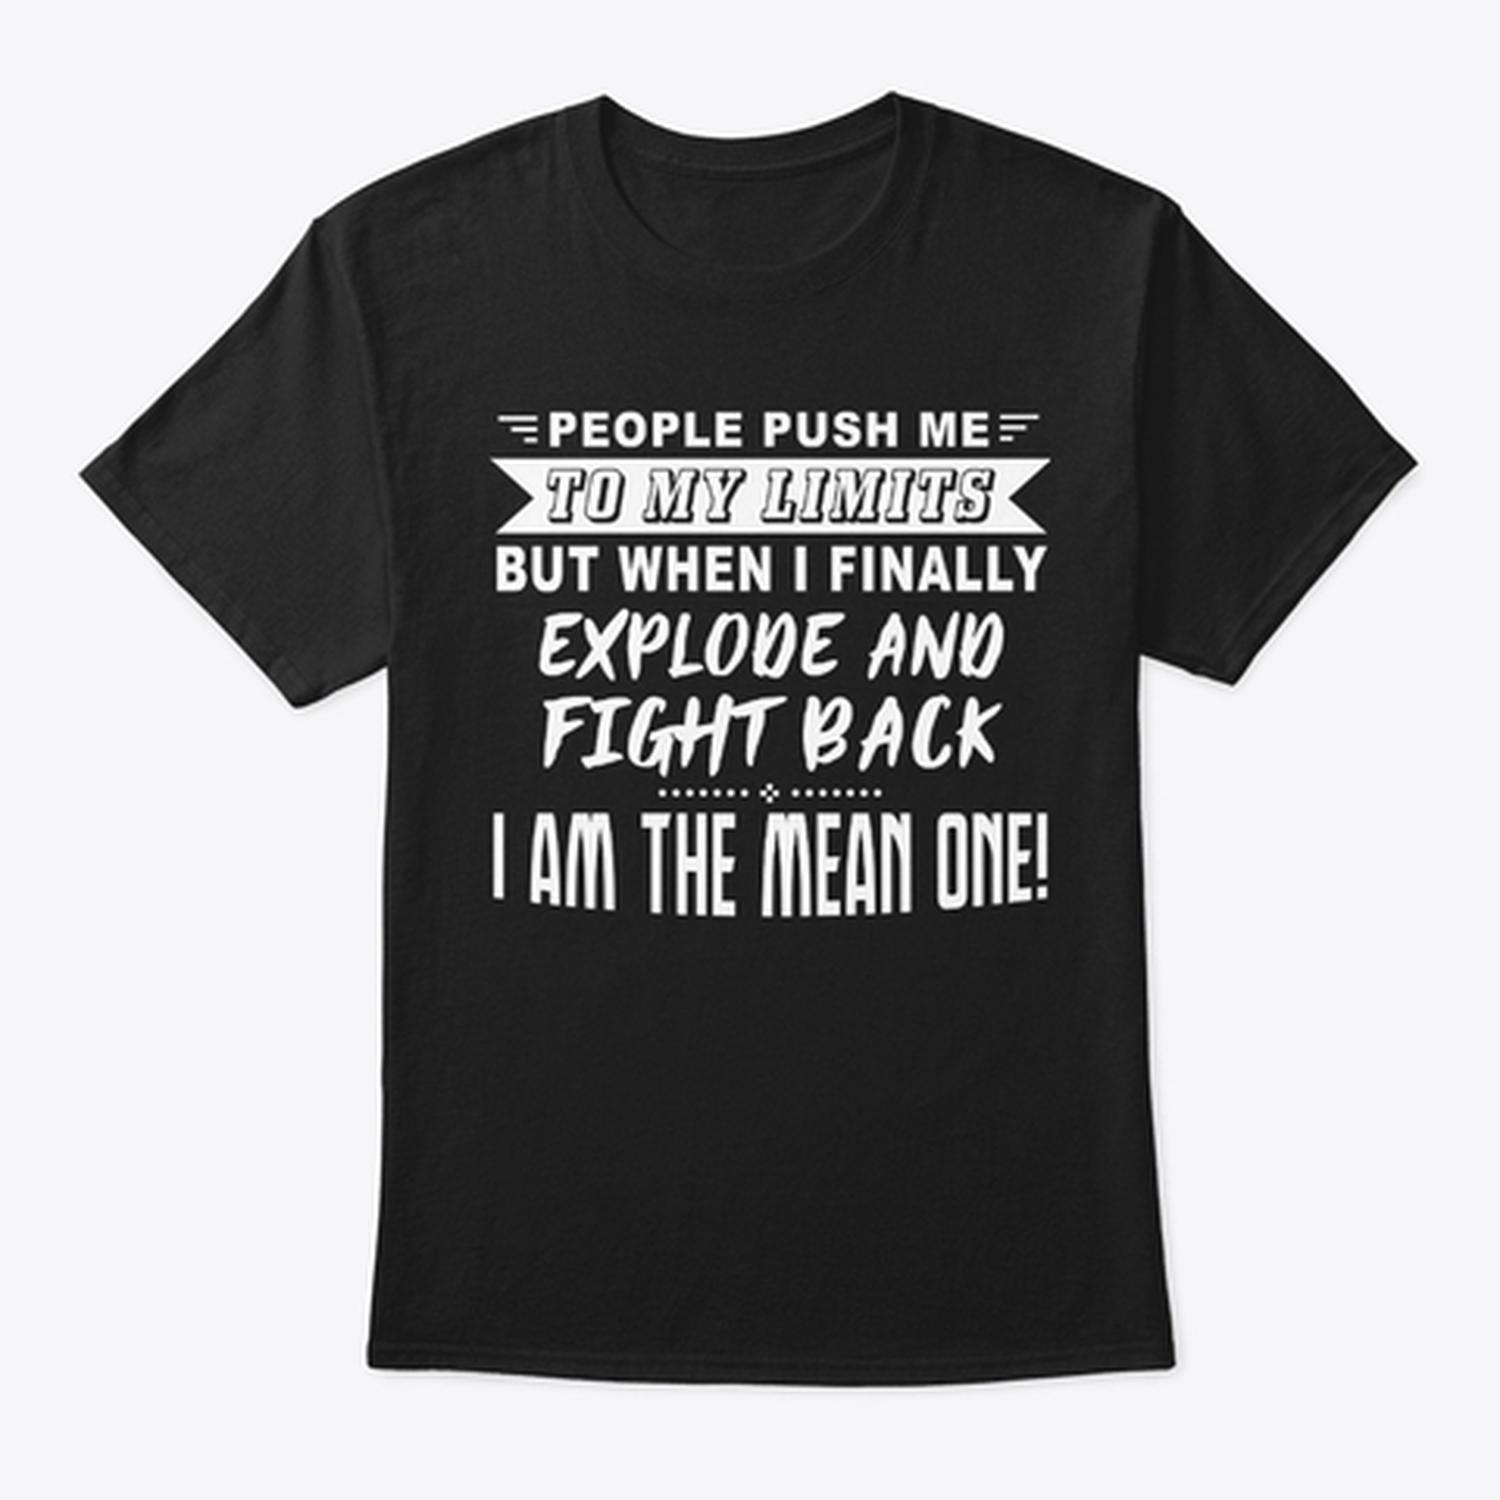 PEOPLE PUSH ME
TO MY LIMITS
BUT WHEN I FINALLY
EXPLODE AND
FIGHT BACK
I AM THE MEAN ONE!